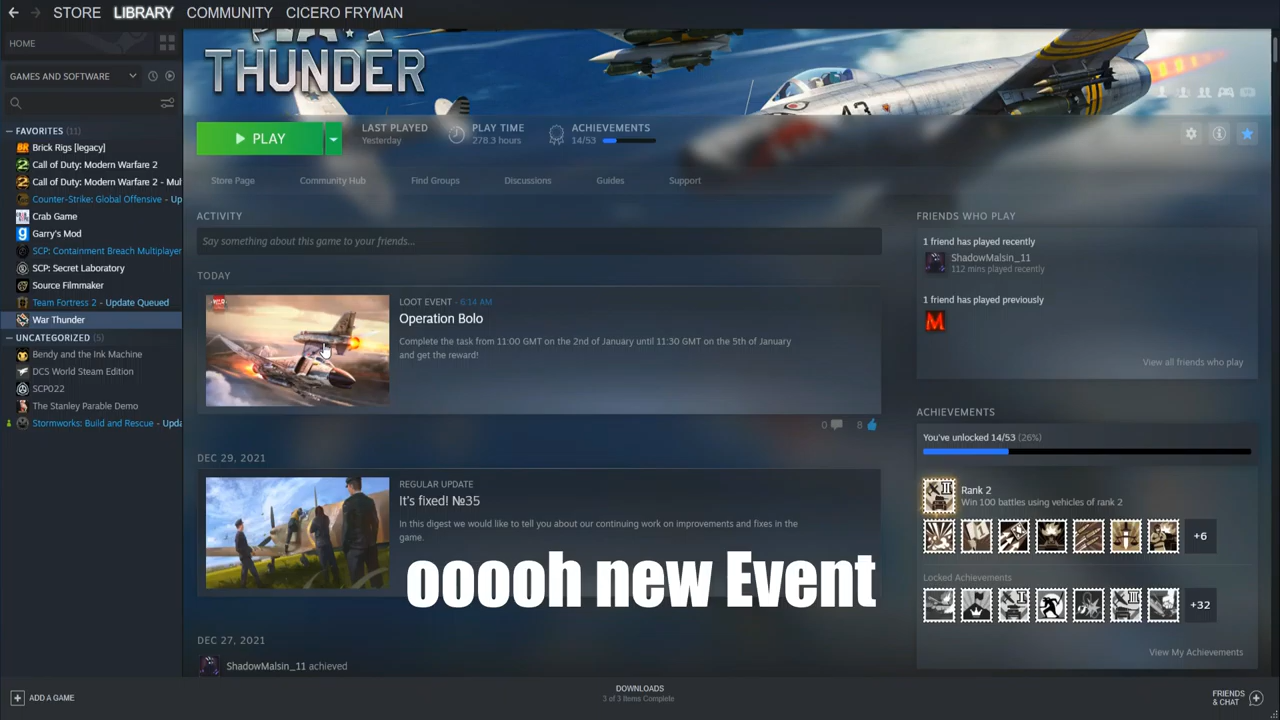 STORE LIBRARY COMMUNITY CICERO FRYMAN
HOME
GAMES AND SOFTWARE
FAVORITES (11)
Brick Rigs [legacy]
Call of Duty: Modern Warfare 2
Call of Duty: Modern Warfare 2 - Mul
Counter-Strike: Global Offensive - Up
Crab Game
Garry's Mod
SCP: Containment Breach Multiplayer
SCP: Secret Laboratory
Source Filmmaker
Team Fortress 2 - Update Queued
War Thunder
UNCATEGORIZED (5)
Bendy and the Ink Machine
DCS World Steam Edition
SCP022
The Stanley Parable Demo
Stormworks: Build and Rescue - Upda
WAR
THUNDER
PLAY
LAST PLAYED
Yesterday
PLAY TIME
278.3 hours
ACHIEVEMENTS
14/53
Store Page Community Hub Find Groups Discussions Guides Support
ACTIVITY
Say something about this game to your friends...
TODAY
LOOT EVENT - 6:14 AM
Operation Bolo
Complete the task from 11:00 GMT on the 2nd of January until 11:30 GMT on the 5th of January
and get the reward!
0 8
DEC 29, 2021
REGULAR UPDATE
It's fixed! №35
In this digest we would like to tell you about our continuing work on improvements and fixes in the
game.
ooooh new Event
DEC 27, 2021
ShadowMalsin_11 achieved
FRIENDS WHO PLAY
1 friend has played recently
ShadowMalsin_11
112 mins played recently
1 friend has played previously
View all friends who play
ACHIEVEMENTS
You've unlocked 14/53 (26%)
Rank 2
Win 100 battles using vehicles of rank 2
+6
Locked Achievements
+32
View My Achievements
ADD A GAME
DOWNLOADS
3 of 3 Items Complete
FRIENDS
& CHAT